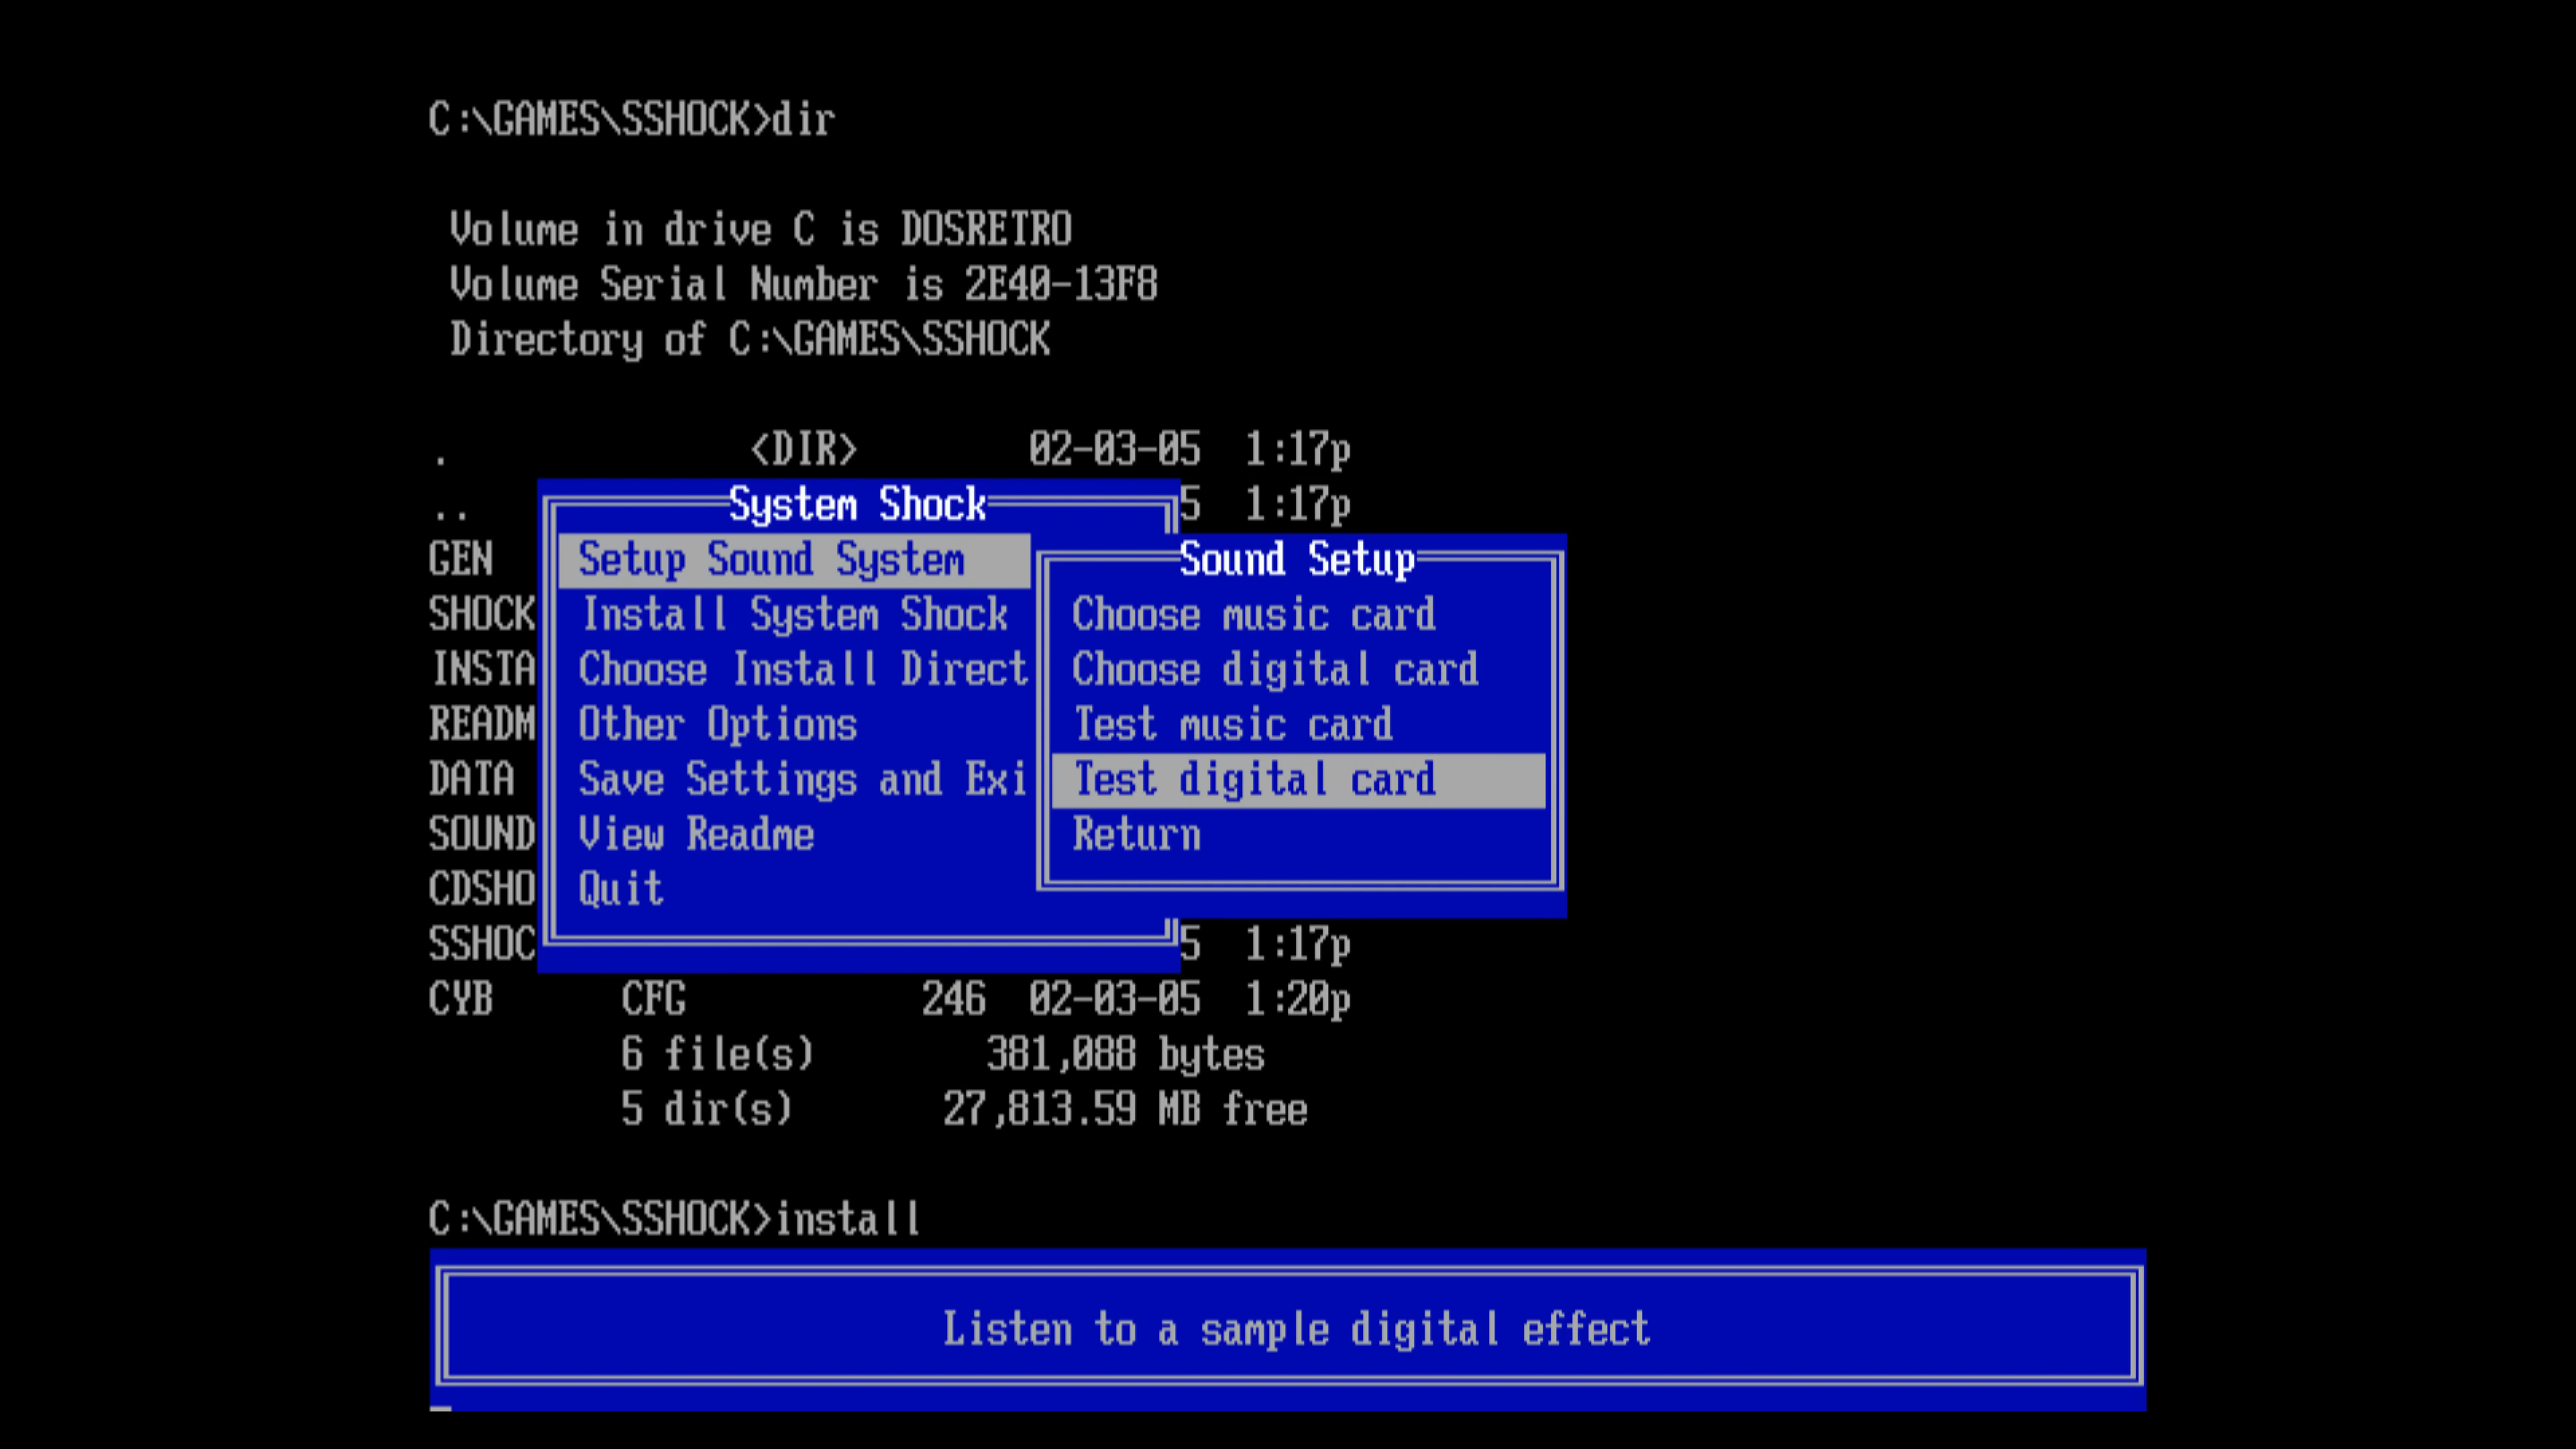 C:\GAMES\SSHOCK>dir
Volume in drive C is DOSRETRO
Volume Serial Number is 2E40-13F8
Directory of C:\GAMES\SSHOCK
. <DIR> 02-03-05 1:17p
.. System Shock 5 1:17p
GEN Setup Sound System Sound Setup
SHOCK Install System Shock Choose music card
INSTA Choose Install Direct Choose digital card
READM Other Options Test music card
DATA Save Settings and Exi Test digital card
SOUND View Readme Return
CDSHO Quit
SSHOC 5 1:17p
CYB CFG 246 02-03-05 1:20p
6 file(s) 381,088 bytes
5 dir(s) 27,813.59 MB free
C:\GAMES\SSHOCK>install
Listen to a sample digital effect